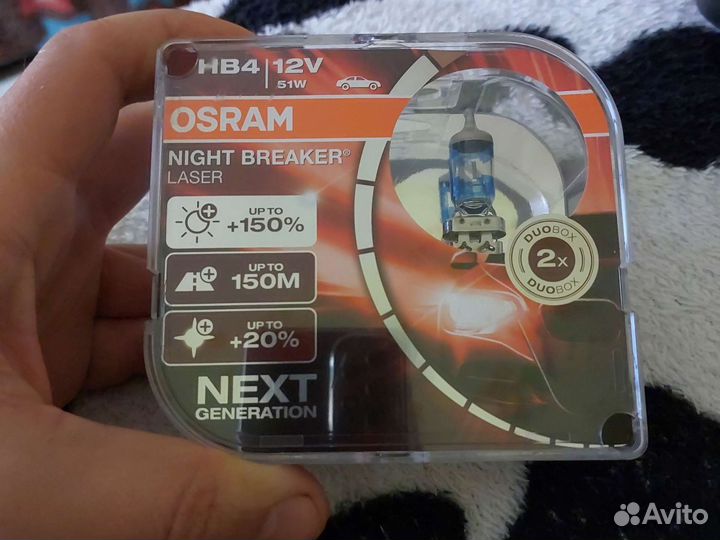 HB4 12V
51W
OSRAM
NIGHT BREAKER®
LASER
UP TO
+150%
UP TO
150M
UP TO
+20%
NEXT
GENERATION
DUOBOX
2x
DUOBOX
Avito